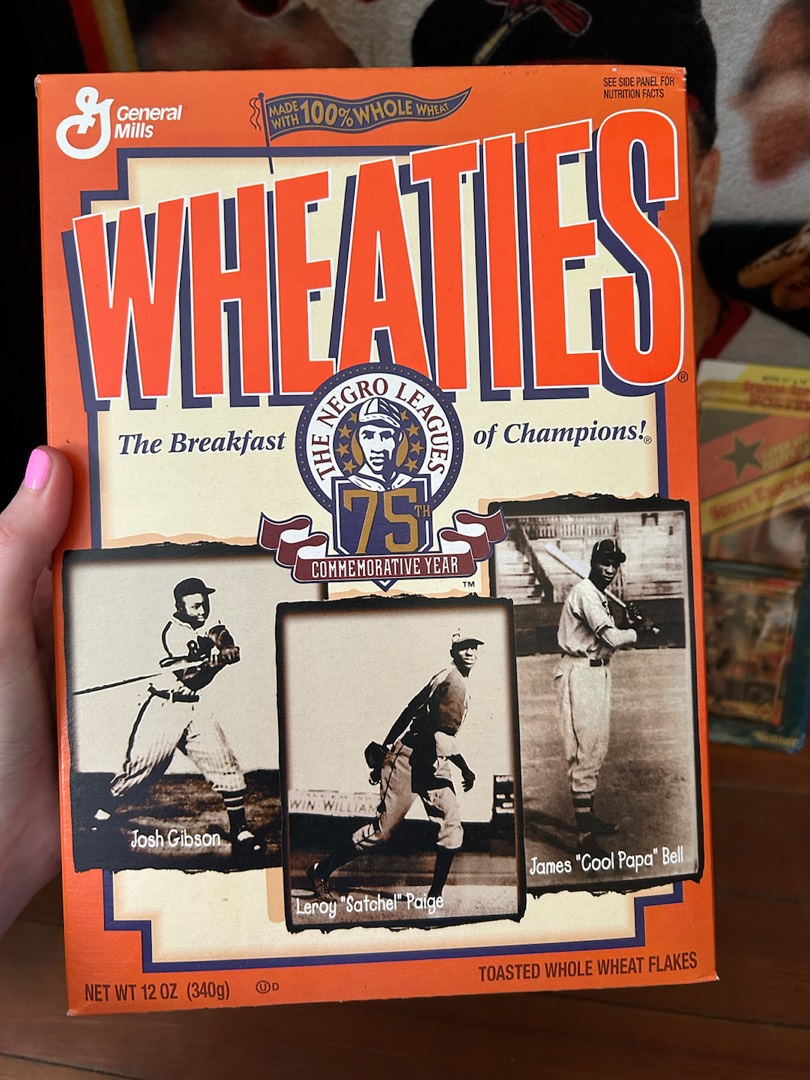 General
Mills
MADE
WITH 100% WHOLE WHEAT
SEE SIDE PANEL FOR
NUTRITION FACTS
WHEATIES®
The Breakfast of Champions!®
THE NEGRO LEAGUES
75TH
COMMEMORATIVE YEAR
TM
Josh Gibson
Leroy "Satchel" Paige
James "Cool Papa" Bell
NET WT 12 OZ (340g)
U D
TOASTED WHOLE WHEAT FLAKES